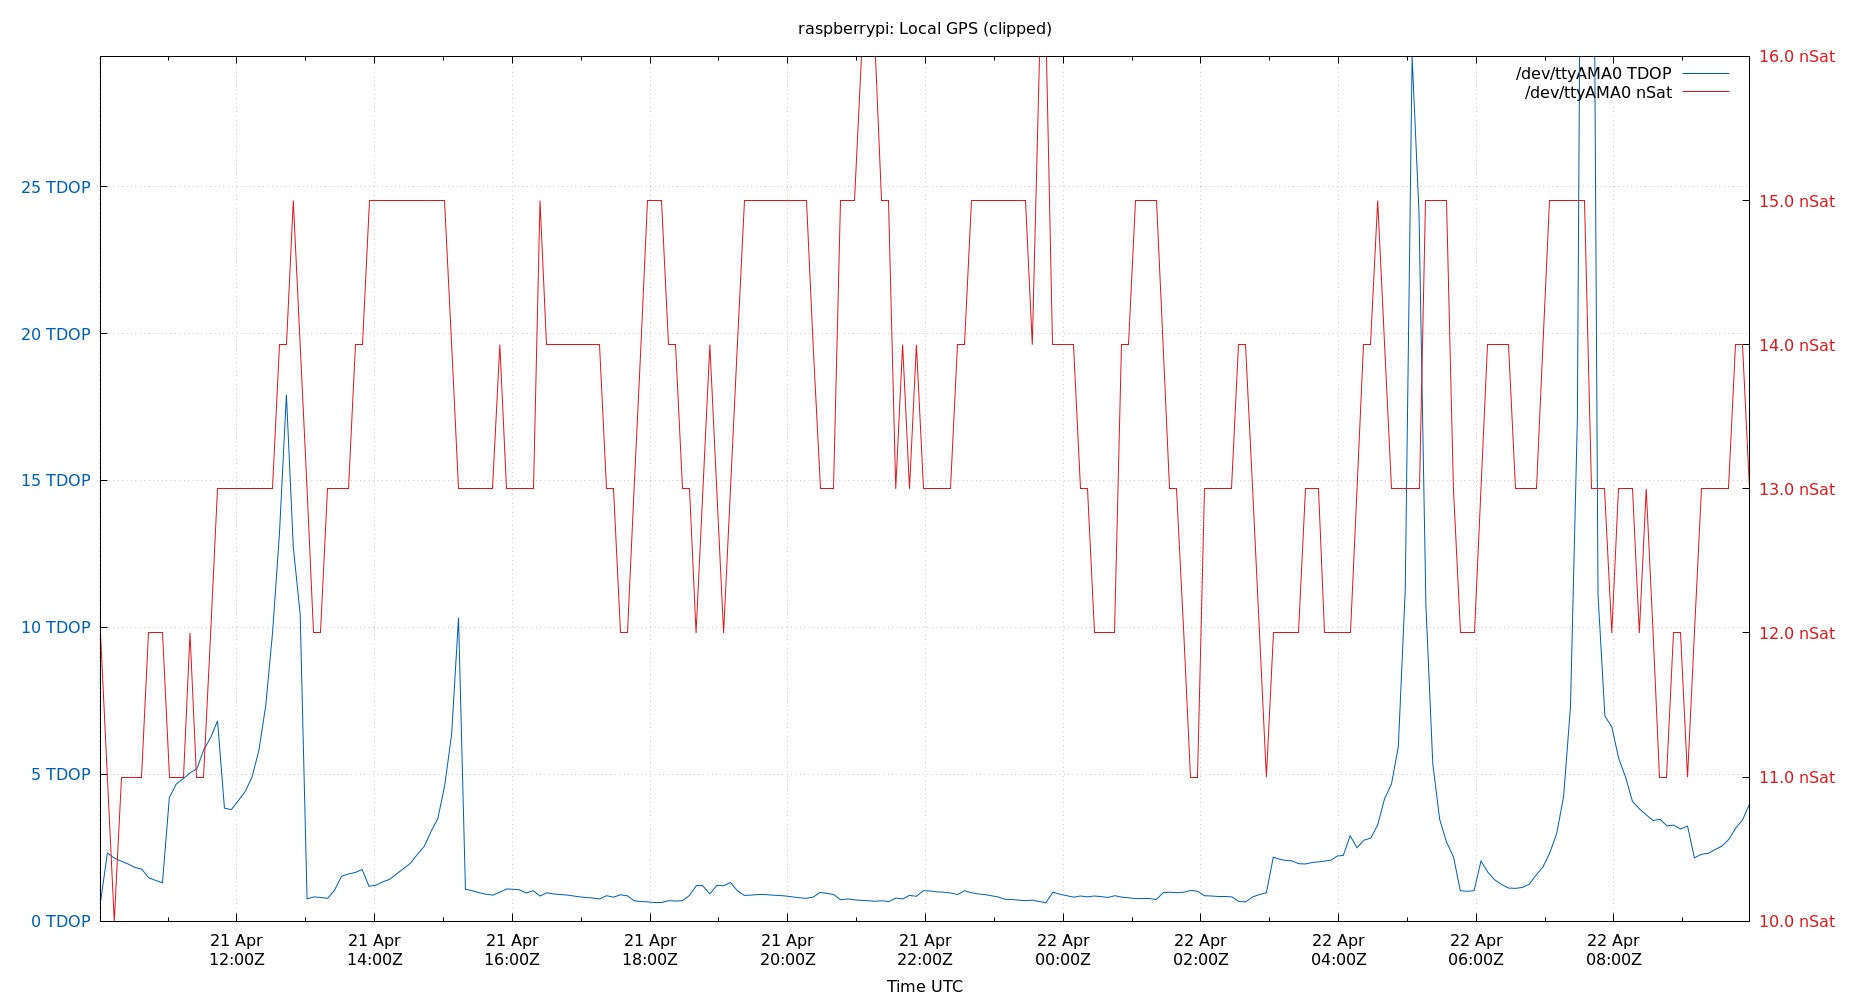 raspberrypi: Local GPS (clipped)
16.0 nSat
/dev/ttyAMA0 TDOP
/dev/ttyAMA0 nSat
25 TDOP
15.0 nSat
20 TDOP
14.0 nSat
15 TDOP
13.0 nSat
10 TDOP
12.0 nSat
5 TDOP
11.0 nSat
0 TDOP
10.0 nSat
21 Apr 21 Apr 21 Apr 21 Apr 21 Apr 21 Apr 22 Apr 22 Apr 22 Apr 22 Apr 22 Apr
12:00Z 14:00Z 16:00Z 18:00Z 20:00Z 22:00Z 00:00Z 02:00Z 04:00Z 06:00Z 08:00Z
Time UTC